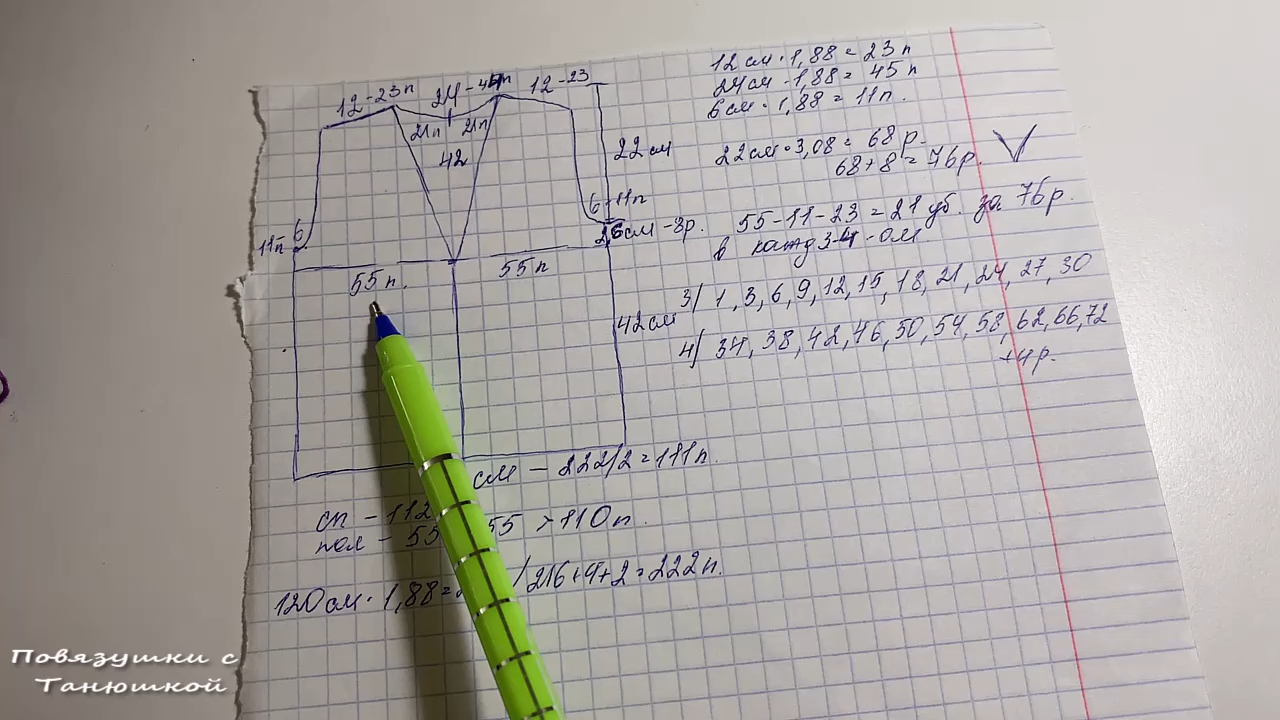 12-23п 24-44п 12-23
21п 21п
42
22см
6-11п
11п 6
2,6см-8р.
55п. 55п
42см
12см · 1,88 = 23п
24см · 1,88 = 45п
6см · 1,88 = 11п.
22см · 3,08 = 68р.
68+8 = 76р. V
55-11-23 = 21 уб. за 76р.
в кажд 3-4-ом.
3/ 1, 3, 6, 9, 12, 15, 18, 21, 24, 27, 30
4/ 34, 38, 42, 46, 50, 54, 58, 62, 66, 72
+4р.
см - 222/2 = 111п.
сп - 112
пол - 55 55 > 110п.
120см · 1,88 = /216+4+2 = 222п.
Повязушки с
Танюшкой